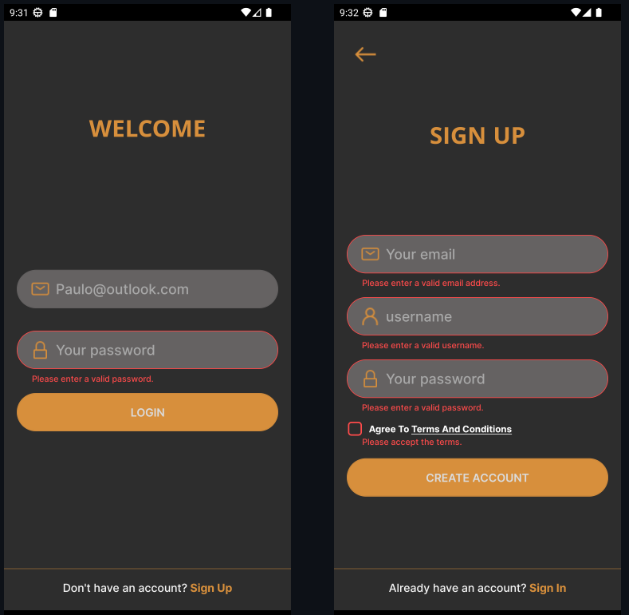 9:31
WELCOME
Paulo@outlook.com
Your password
Please enter a valid password.
LOGIN
Don't have an account? Sign Up
9:32
SIGN UP
Your email
Please enter a valid email address.
username
Please enter a valid username.
Your password
Please enter a valid password.
Agree To Terms And Conditions
Please accept the terms.
CREATE ACCOUNT
Already have an account? Sign In